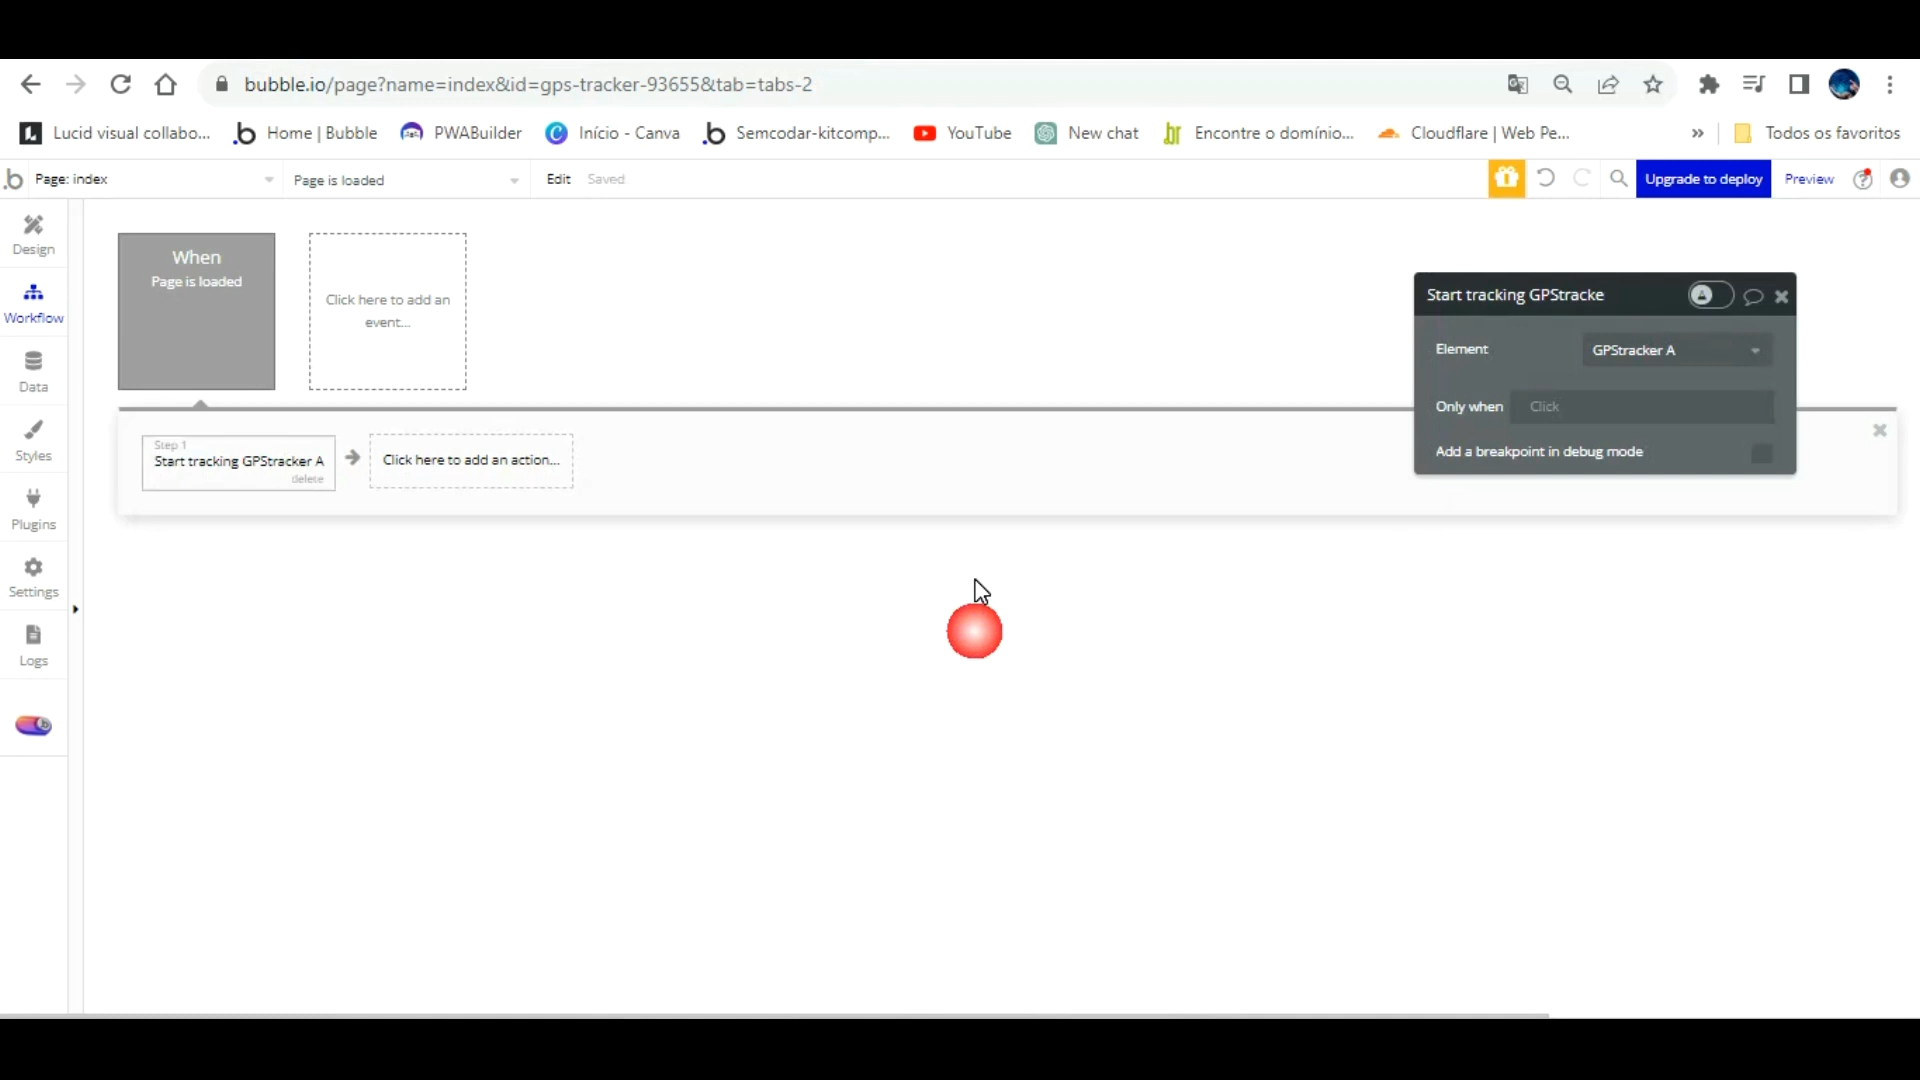 bubble.io/page?name=index&id=gps-tracker-93655&tab=tabs-2
Lucid visual collabo...
Home | Bubble
PWABuilder
Início - Canva
Semcodar-kitcomp...
YouTube
New chat
Encontre o domínio...
Cloudflare | Web Pe...
»
Todos os favoritos
Page: index
Page is loaded
Edit
Saved
Upgrade to deploy
Preview
Design
Workflow
Data
Styles
Plugins
Settings
Logs
When
Page is loaded
Click here to add an
event...
Step 1
Start tracking GPStracker A
delete
Click here to add an action...
Start tracking GPStracke
Element
GPStracker A
Only when
Click
Add a breakpoint in debug mode